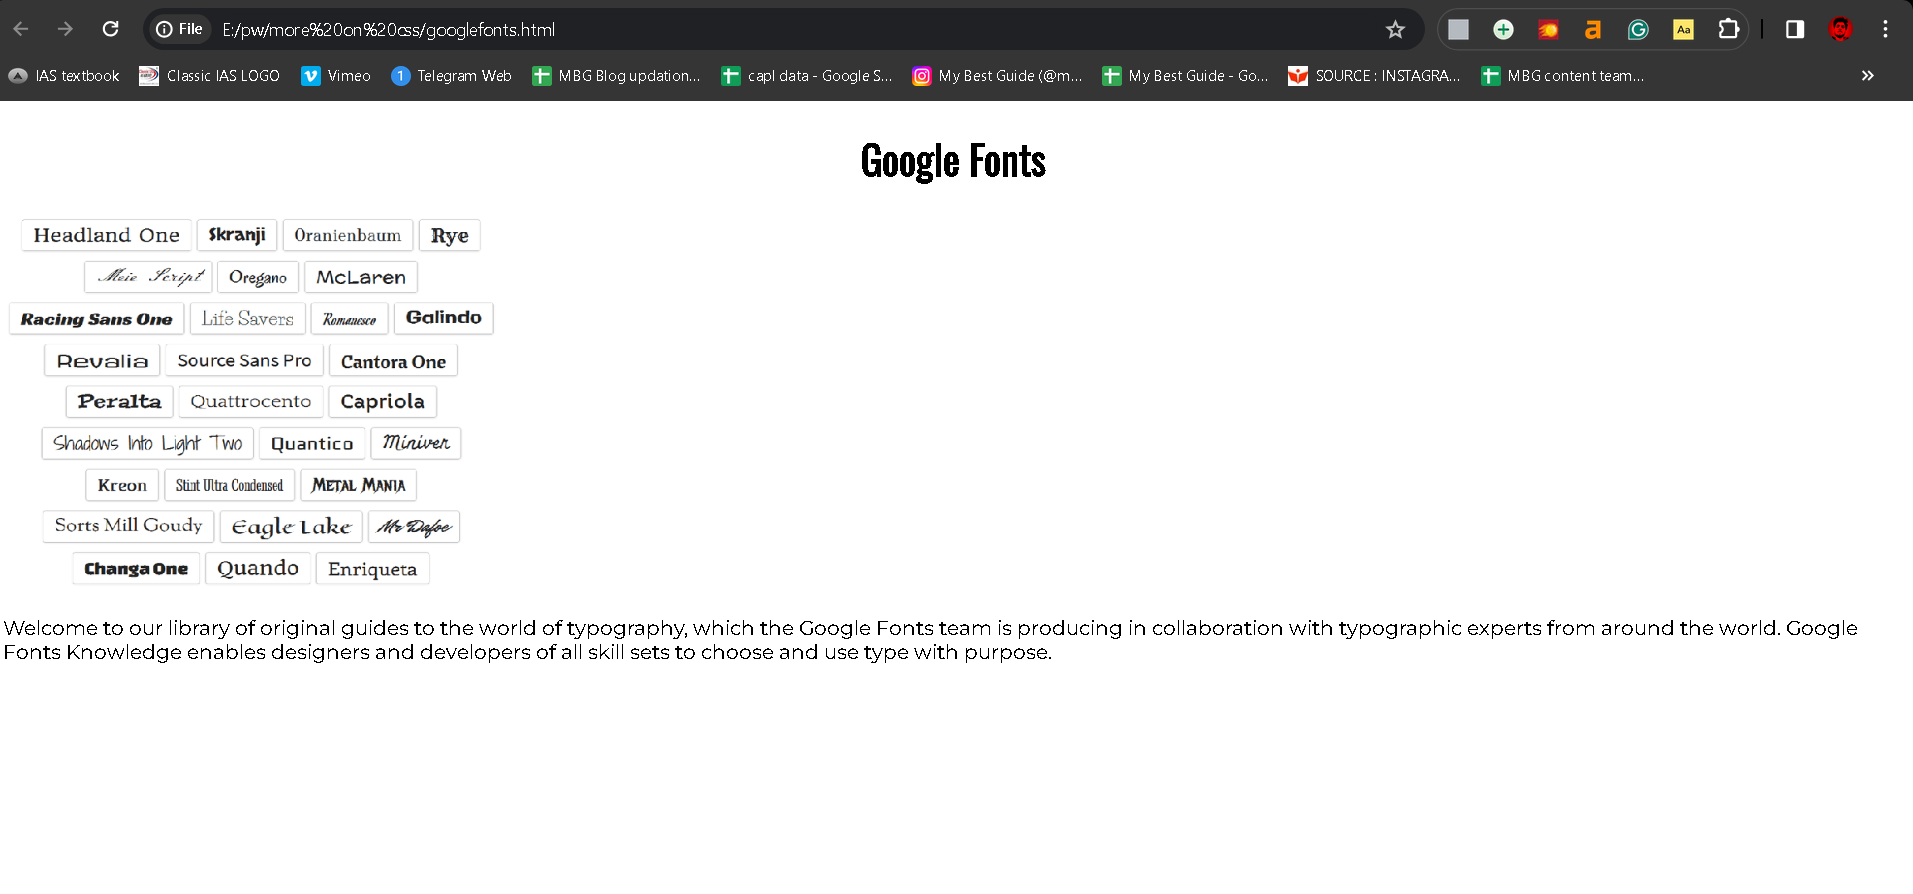 File E:/pw/more%20on%20css/googlefonts.html Aa
IAS textbook Classic IAS LOGO Vimeo 1 Telegram Web MBG Blog updation... capl data - Google S... My Best Guide (@m... My Best Guide - Go... SOURCE : INSTAGRA... MBG content team...
Google Fonts
Headland One Skranji Oranienbaum Rye
Meie Script Oregano McLaren
Racing Sans One Life Savers Romanesco Galindo
Revalia Source Sans Pro Cantora One
Peralta Quattrocento Capriola
Shadows Into Light Two Quantico Miniver
Kreon Stint Ultra Condensed Metal Mania
Sorts Mill Goudy Eagle Lake Mr Dafoe
Changa One Quando Enriqueta
Welcome to our library of original guides to the world of typography, which the Google Fonts team is producing in collaboration with typographic experts from around the world. Google
Fonts Knowledge enables designers and developers of all skill sets to choose and use type with purpose.